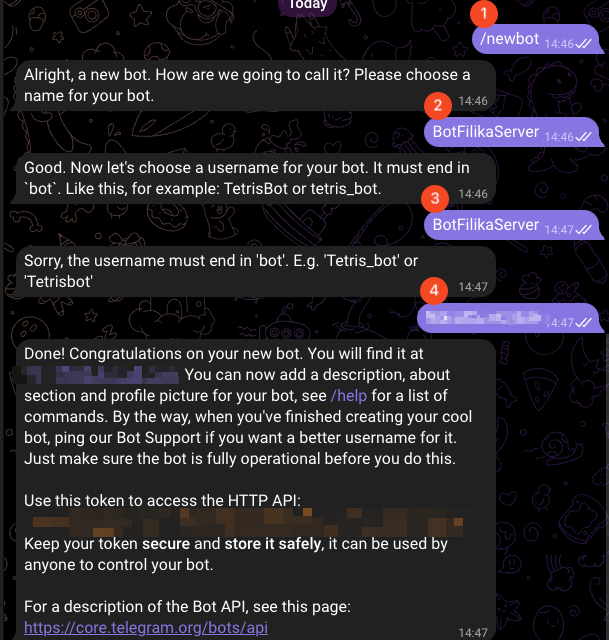 Today
1
/newbot 14:46
Alright, a new bot. How are we going to call it? Please choose a
name for your bot.
14:46
2
BotFilikaServer 14:46
Good. Now let's choose a username for your bot. It must end in
`bot`. Like this, for example: TetrisBot or tetris_bot.
14:46
3
BotFilikaServer 14:47
Sorry, the username must end in 'bot'. E.g. 'Tetris_bot' or
'Tetrisbot'
14:47
4
14:47
Done! Congratulations on your new bot. You will find it at
You can now add a description, about
section and profile picture for your bot, see /help for a list of
commands. By the way, when you've finished creating your cool
bot, ping our Bot Support if you want a better username for it.
Just make sure the bot is fully operational before you do this.
Use this token to access the HTTP API:
Keep your token secure and store it safely, it can be used by
anyone to control your bot.
For a description of the Bot API, see this page:
https://core.telegram.org/bots/api
14:47